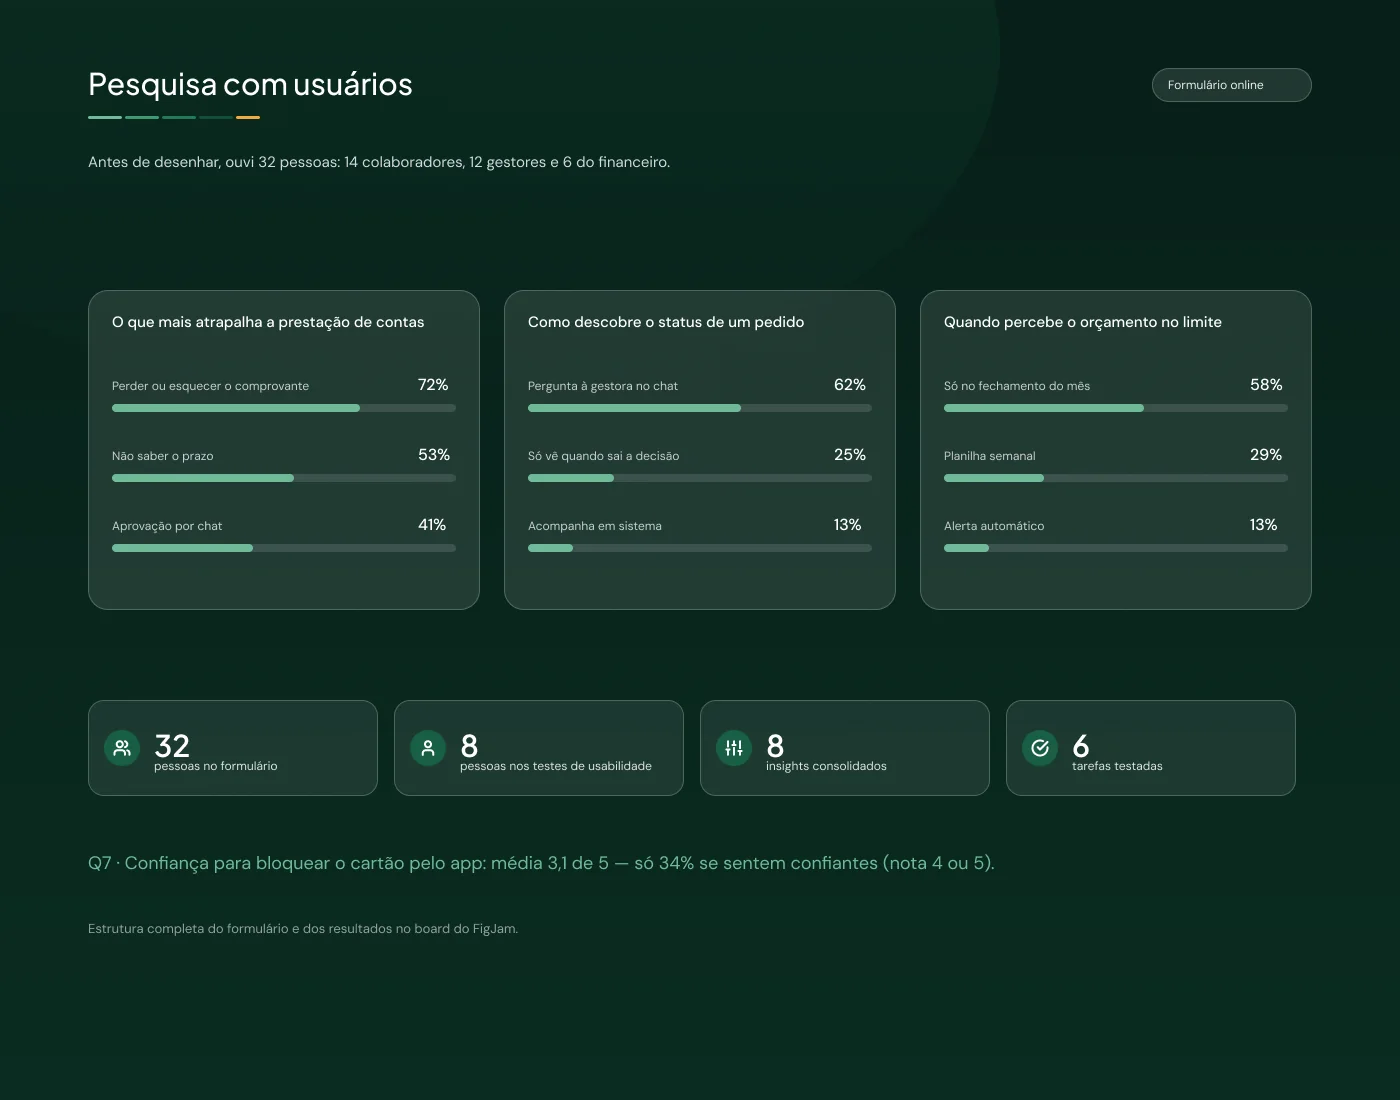 Pesquisa com usuários
Formulário online
Antes de desenhar, ouvi 32 pessoas: 14 colaboradores, 12 gestores e 6 do financeiro.
O que mais atrapalha a prestação de contas
Perder ou esquecer o comprovante 72%
Não saber o prazo 53%
Aprovação por chat 41%
Como descobre o status de um pedido
Pergunta à gestora no chat 62%
Só vê quando sai a decisão 25%
Acompanha em sistema 13%
Quando percebe o orçamento no limite
Só no fechamento do mês 58%
Planilha semanal 29%
Alerta automático 13%
32
pessoas no formulário
8
pessoas nos testes de usabilidade
8
insights consolidados
6
tarefas testadas
Q7 · Confiança para bloquear o cartão pelo app: média 3,1 de 5 — só 34% se sentem confiantes (nota 4 ou 5).
Estrutura completa do formulário e dos resultados no board do FigJam.